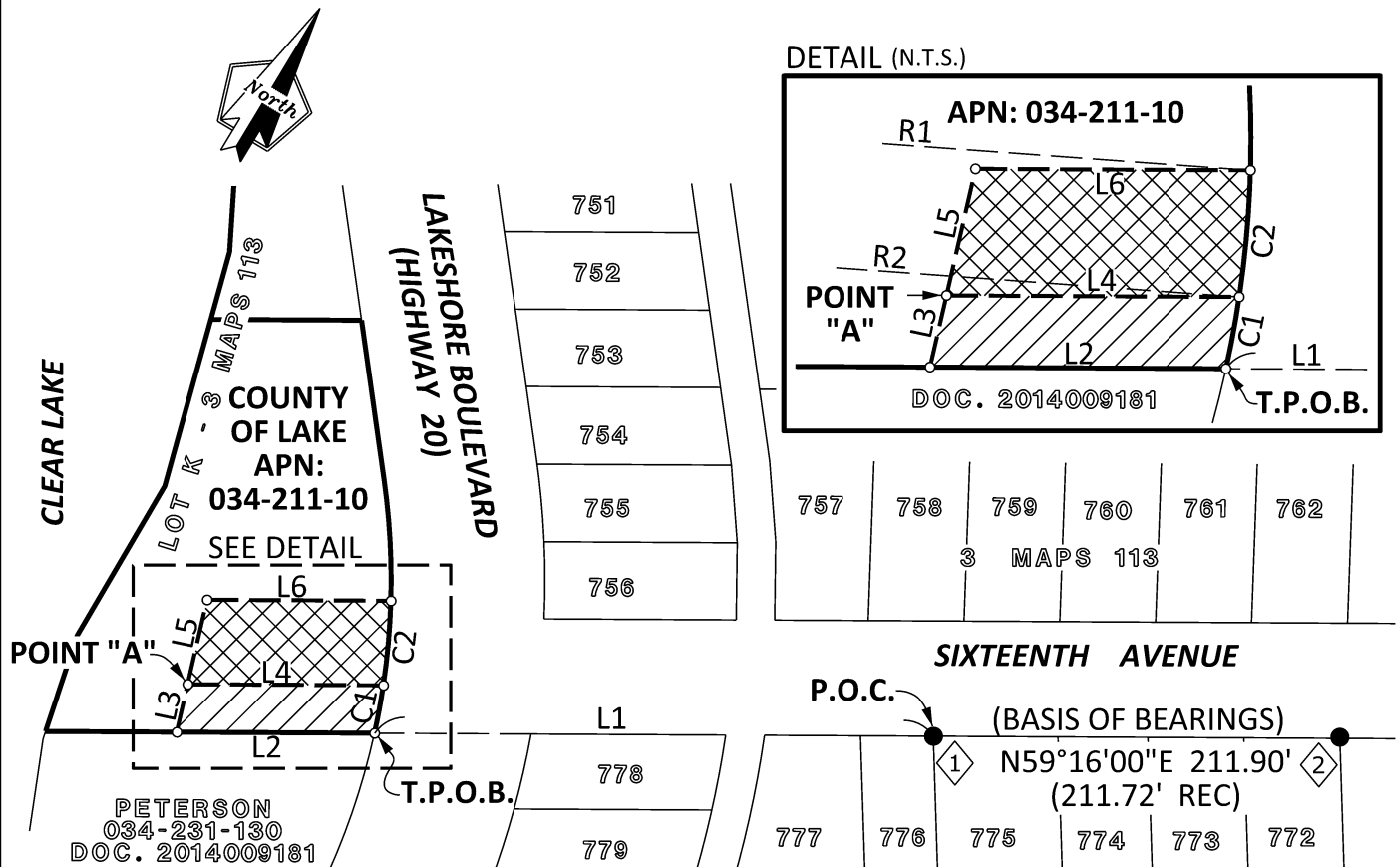 North
DETAIL (N.T.S.)
APN: 034-211-10
R1
L6
L5
C2
R2
L4
POINT
"A"
L3
C1
L2
L1
DOC. 2014009181
T.P.O.B.
CLEAR LAKE
LOT K - 3 MAPS 113
COUNTY
OF LAKE
APN:
034-211-10
LAKESHORE BOULEVARD
(HIGHWAY 20)
751
752
753
754
755
756
757
758
759
760
761
762
3 MAPS 113
SEE DETAIL
L6
L5
C2
POINT "A"
L4
L3
C1
L2
L1
T.P.O.B.
SIXTEENTH AVENUE
P.O.C.
(BASIS OF BEARINGS)
1
N59°16'00"E 211.90'
2
(211.72' REC)
778
779
777
776
775
774
773
772
PETERSON
034-231-130
DOC. 2014009181